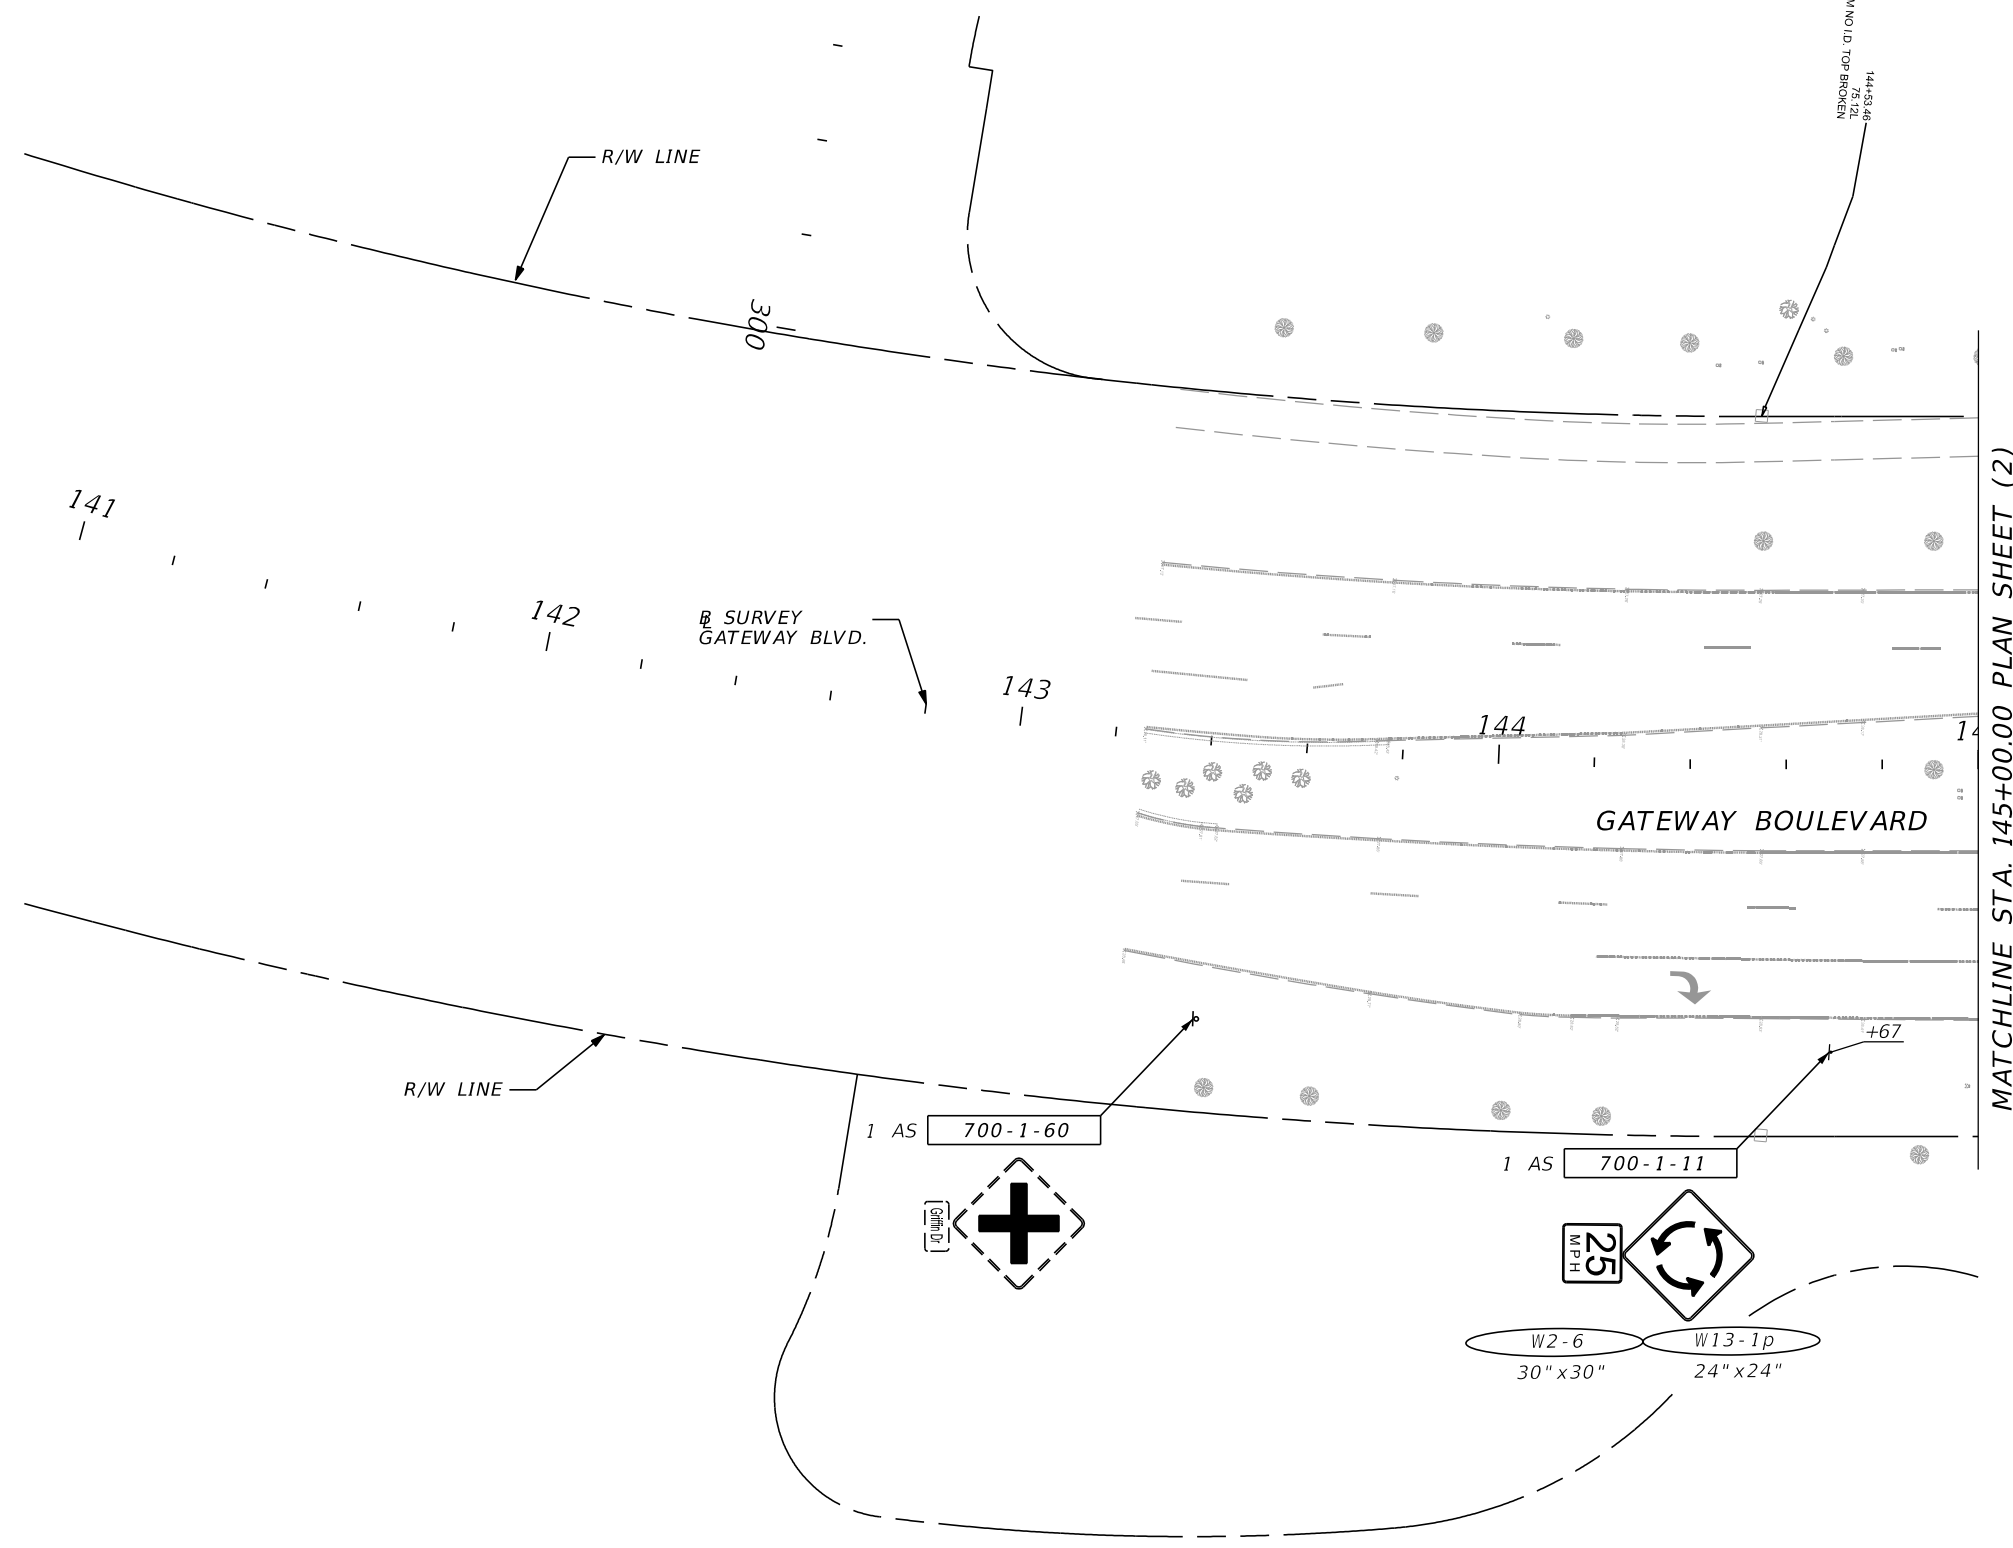 M NO I.D. TOP BROKEN
75.12L
144+53.46
R/W LINE
300
141
142
SURVEY
GATEWAY BLVD.
143
144
14
GATEWAY BOULEVARD
MATCHLINE STA. 145+00.00 PLAN SHEET (2)
+67
R/W LINE
1 AS 700-1-60
1 AS 700-1-11
Griffin Dr
25
MPH
W2-6 W13-1p
30"x30" 24"x24"